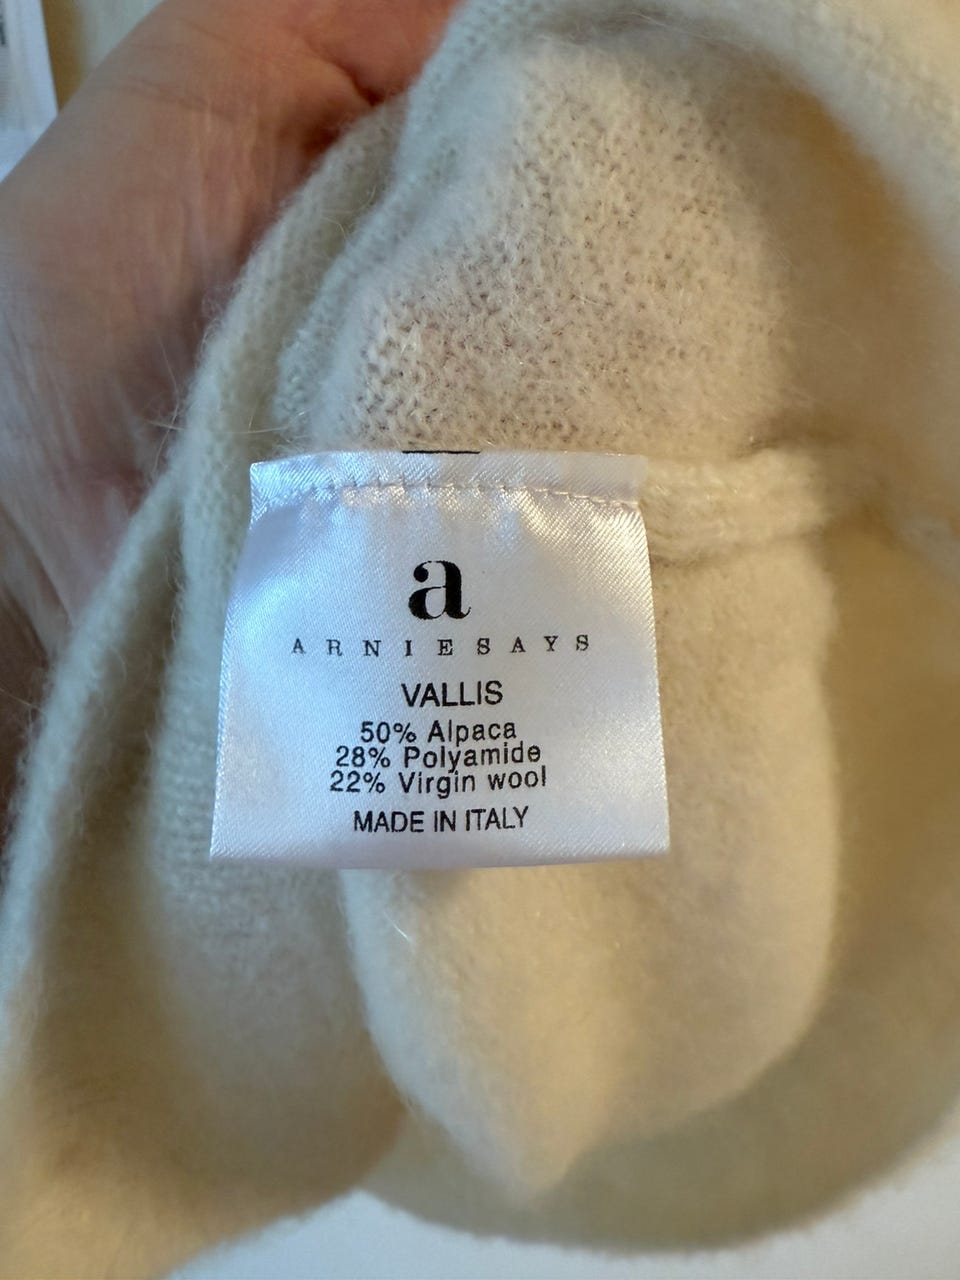 a
ARNIESAYS
VALLIS
50% Alpaca
28% Polyamide
22% Virgin wool
MADE IN ITALY